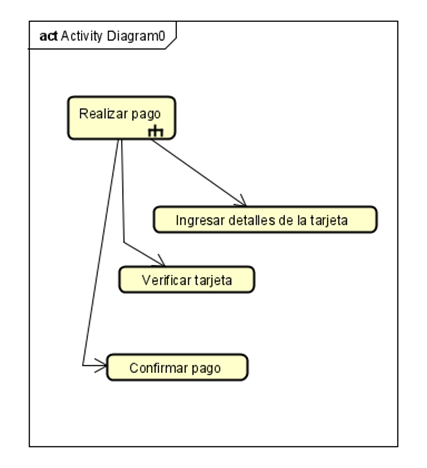 act Activity Diagram0
Realizar pago
Ingresar detalles de la tarjeta
Verificar tarjeta
Confirmar pago